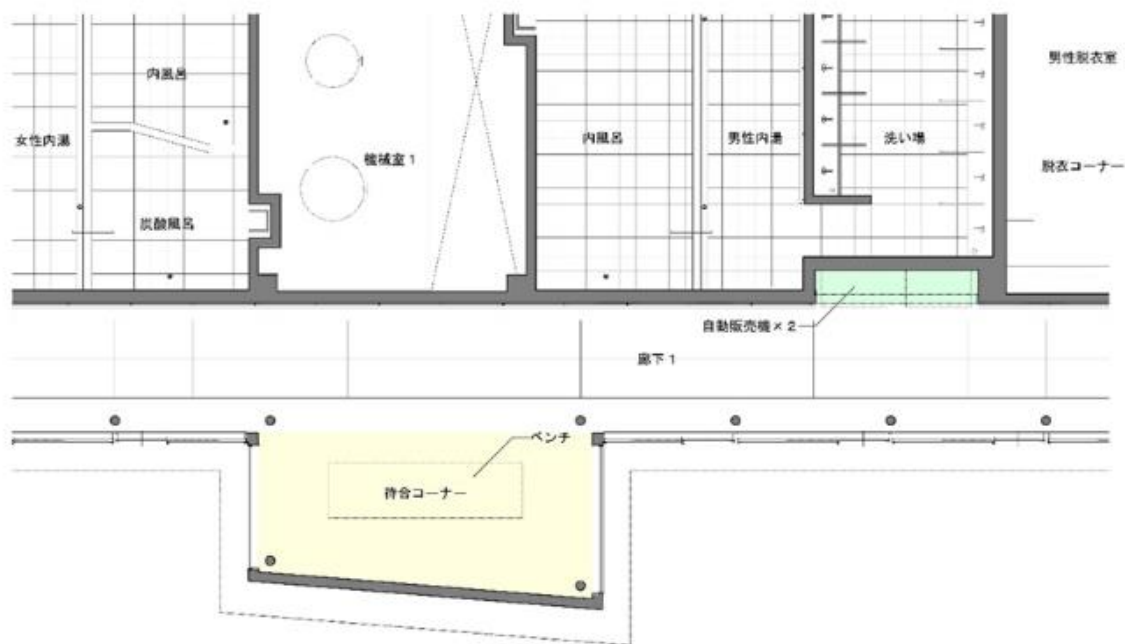 内風呂
男性脱衣室
女性内湯
内風呂
男性内湯
洗い場
機械室1
脱衣コーナー
炭酸風呂
自動販売機×2
廊下1
ベンチ
待合コーナー